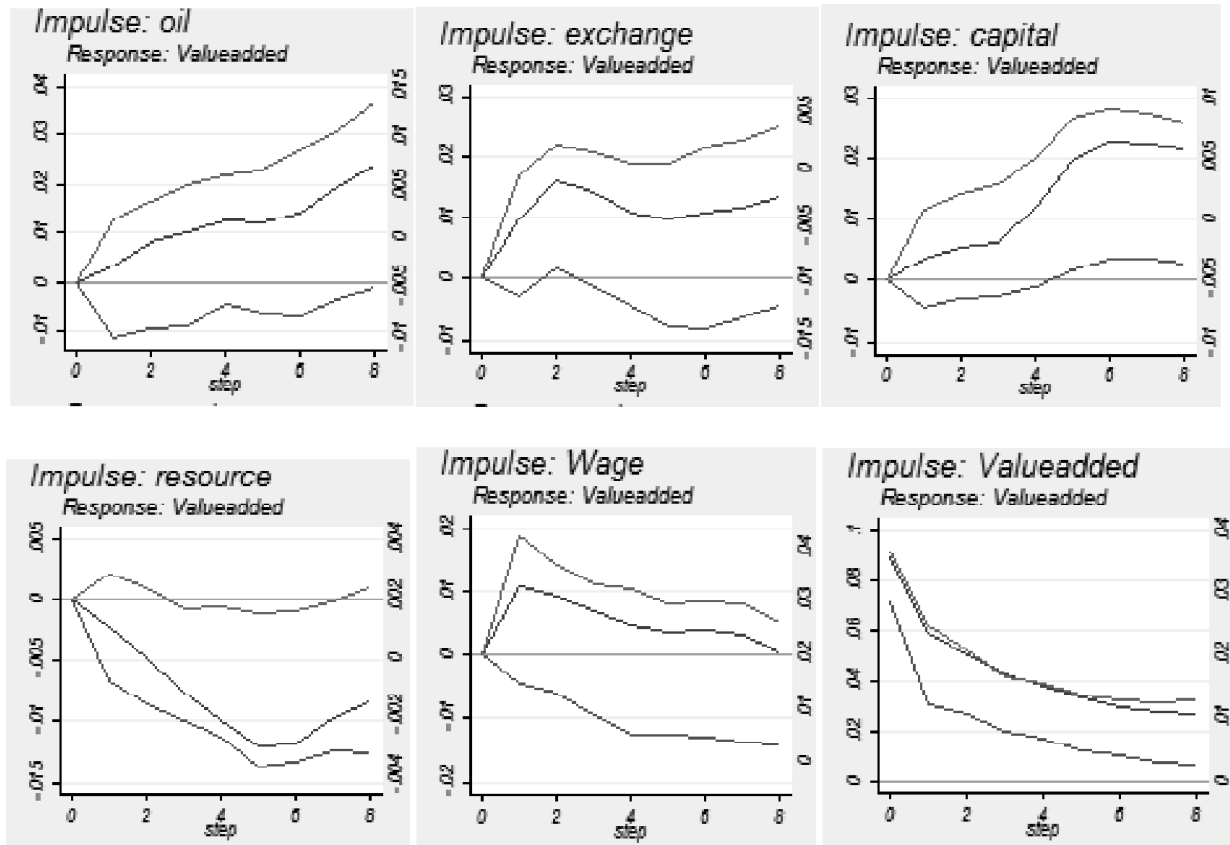 Impulse: oil
Response: Valueadded
.04
.03
.02
.01
0
-.01
.015
.01
.005
0
-.005
-.01
0 2 4 6 8
step
Impulse: exchange
Response: Valueadded
.03
.02
.01
0
-.01
.005
0
-.005
-.01
-.015
0 2 4 6 8
step
Impulse: capital
Response: Valueadded
.03
.02
.01
0
-.01
.01
.005
0
-.005
-.01
0 2 4 6 8
step
Impulse: resource
Response: Valueadded
.005
0
-.005
-.01
-.015
.004
.002
0
-.002
-.004
0 2 4 6 8
step
Impulse: Wage
Response: Valueadded
.02
.01
0
-.01
-.02
.04
.03
.02
.01
0
0 2 4 6 8
step
Impulse: Valueadded
Response: Valueadded
.1
.08
.06
.04
.02
0
.04
.03
.02
.01
0
0 2 4 6 8
step